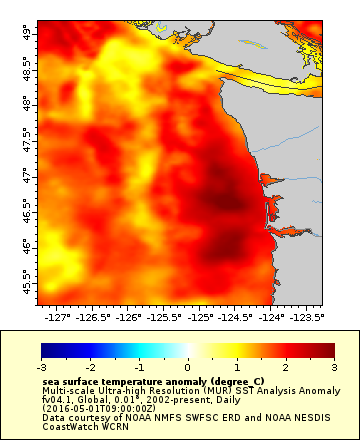 49°
48.5°
48°
47.5°
47°
46.5°
46°
45.5°
-127° -126.5° -126° -125.5° -125° -124.5° -124° -123.5°
-3 -2 -1 0 1 2 3
sea surface temperature anomaly (degree_C)
Multi-scale Ultra-high Resolution (MUR) SST Analysis Anomaly
fv04.1, Global, 0.01°, 2002-present, Daily
(2016-05-01T09:00:00Z)
Data courtesy of NOAA NMFS SWFSC ERD and NOAA NESDIS
CoastWatch WCRN